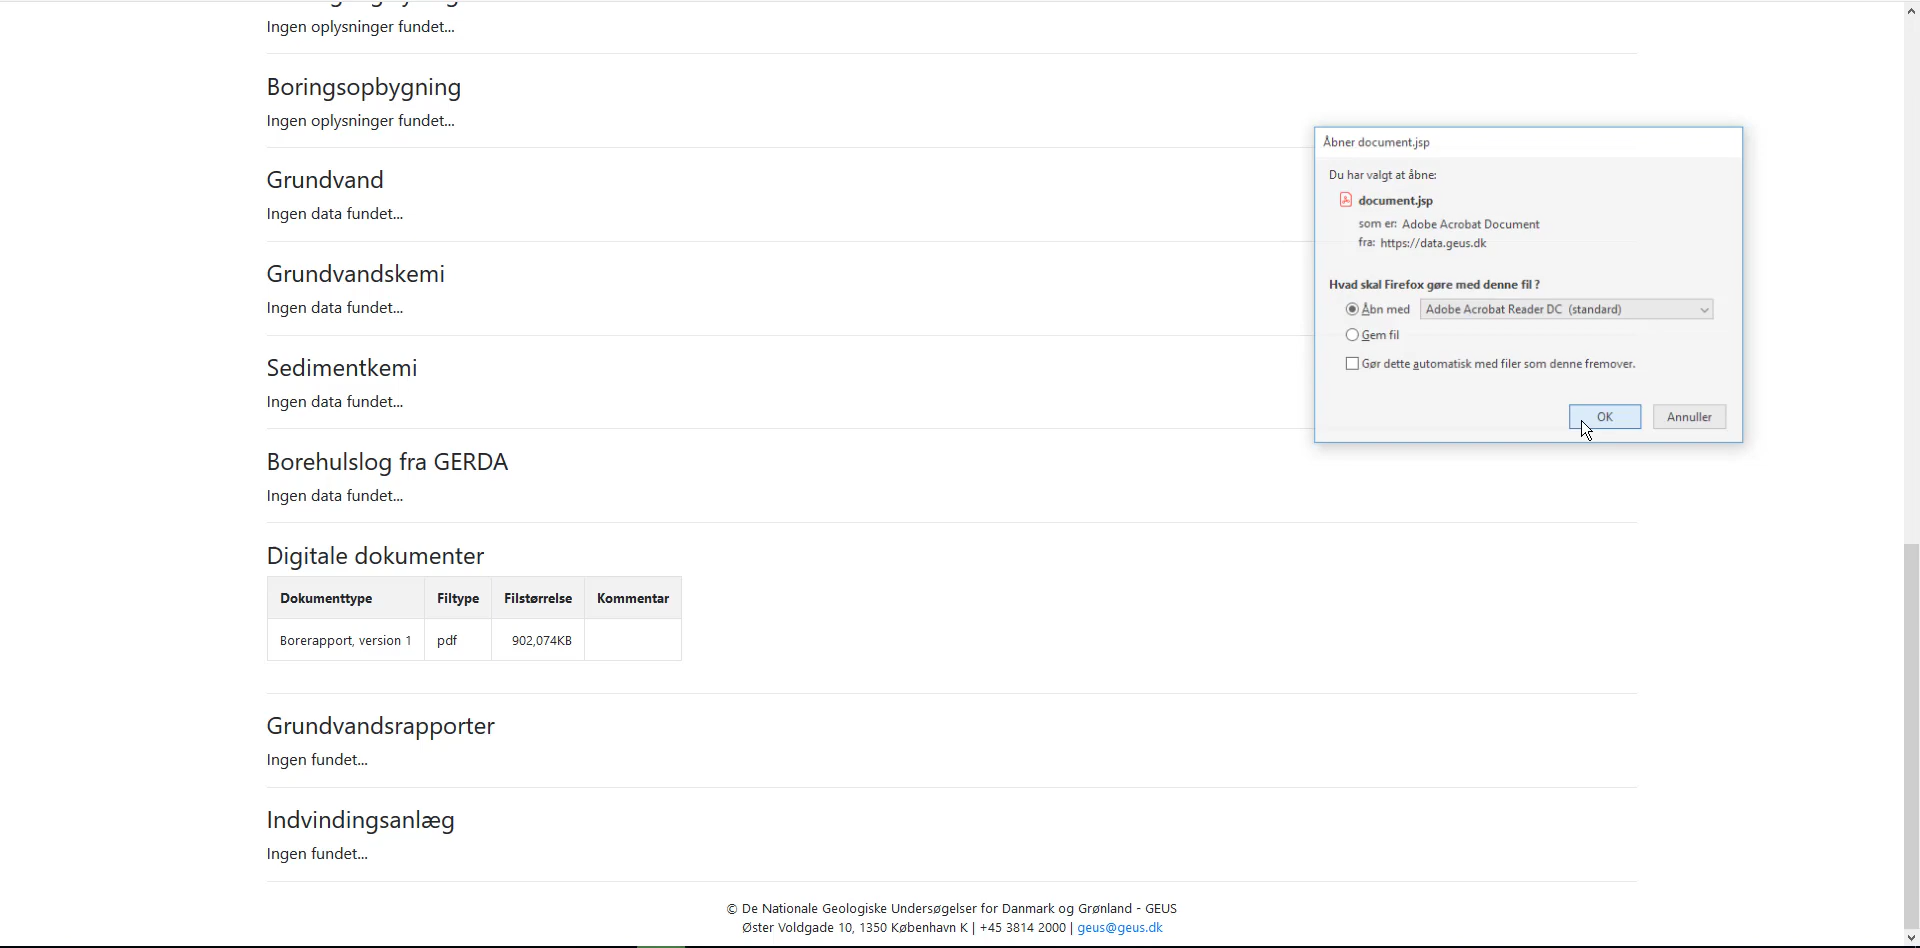 Ingen oplysninger fundet...
Boringsopbygning
Ingen oplysninger fundet...
Grundvand
Ingen data fundet...
Grundvandskemi
Ingen data fundet...
Sedimentkemi
Ingen data fundet...
Borehulslog fra GERDA
Ingen data fundet...
Digitale dokumenter
Dokumenttype Filtype Filstørrelse Kommentar
Borerapport, version 1 pdf 902,074KB
Grundvandsrapporter
Ingen fundet...
Indvindingsanlæg
Ingen fundet...
© De Nationale Geologiske Undersøgelser for Danmark og Grønland - GEUS
Øster Voldgade 10, 1350 København K | +45 3814 2000 | geus@geus.dk
Åbner document.jsp
Du har valgt at åbne:
document.jsp
som er: Adobe Acrobat Document
fra: https://data.geus.dk
Hvad skal Firefox gøre med denne fil ?
Åbn med Adobe Acrobat Reader DC (standard)
Gem fil
Gør dette automatisk med filer som denne fremover.
OK Annuller